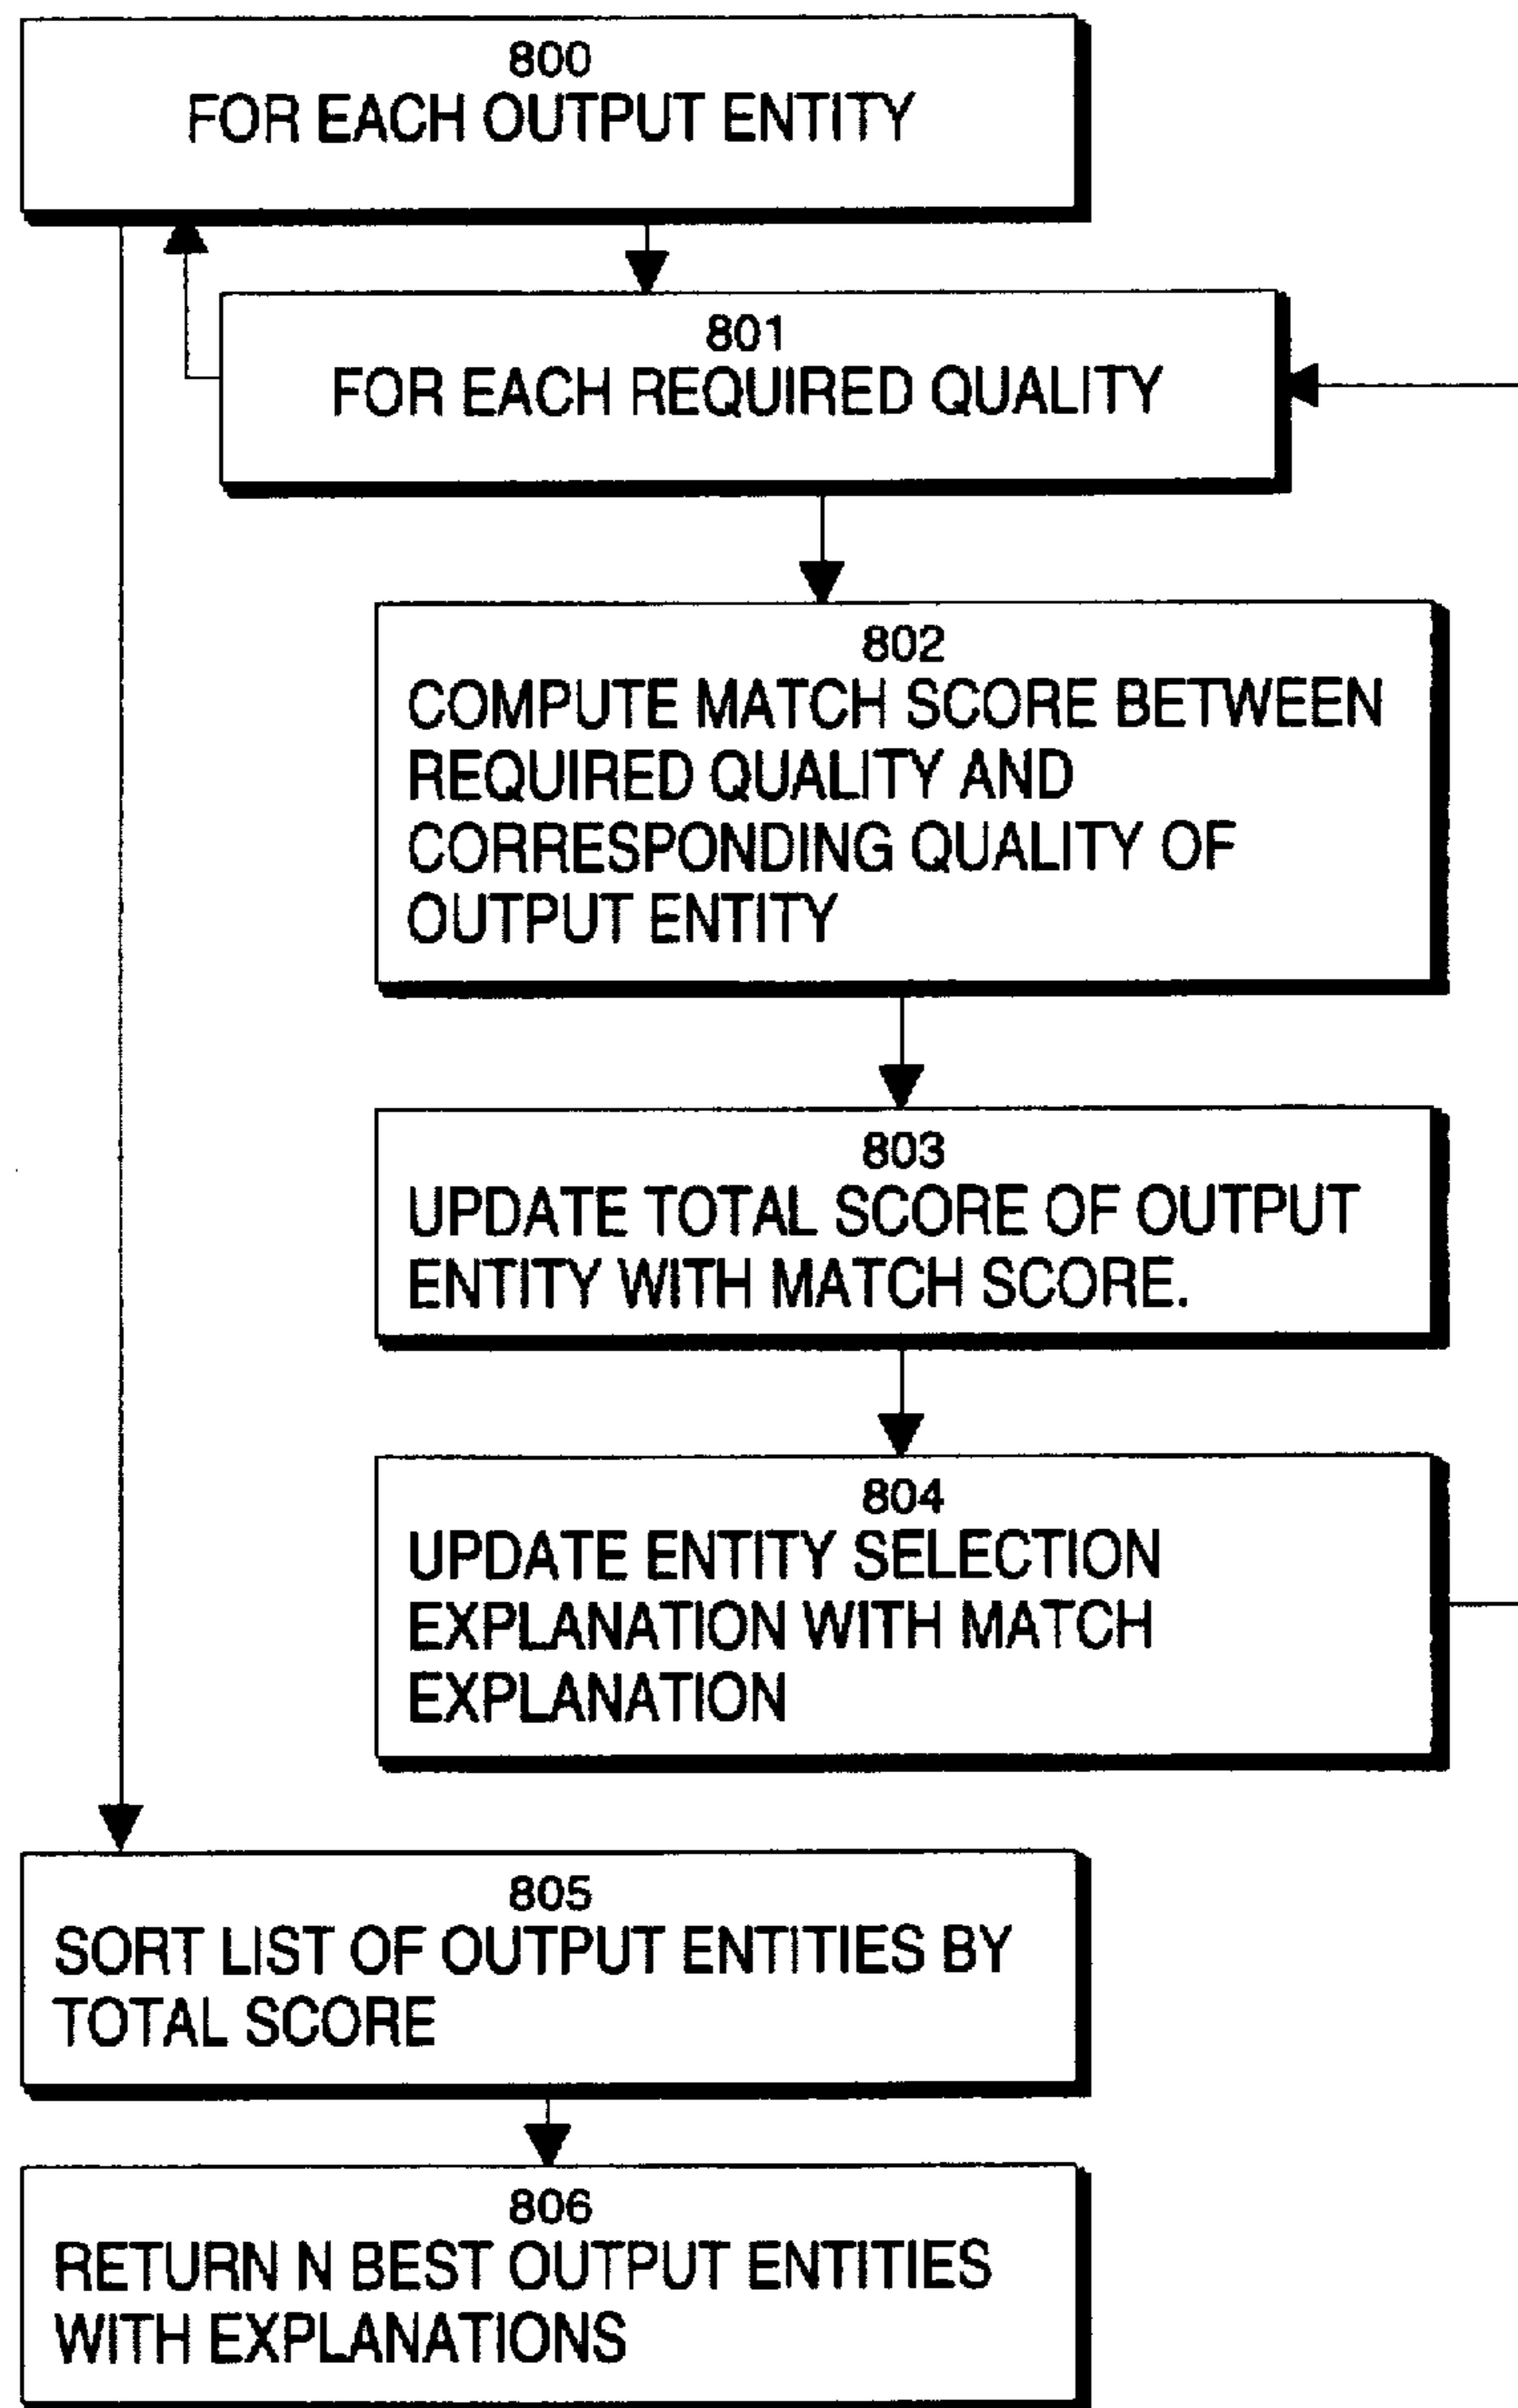 800
FOR EACH OUTPUT ENTITY
801
FOR EACH REQUIRED QUALITY
802
COMPUTE MATCH SCORE BETWEEN
REQUIRED QUALITY AND
CORRESPONDING QUALITY OF
OUTPUT ENTITY
803
UPDATE TOTAL SCORE OF OUTPUT
ENTITY WITH MATCH SCORE.
804
UPDATE ENTITY SELECTION
EXPLANATION WITH MATCH
EXPLANATION
805
SORT LIST OF OUTPUT ENTITIES BY
TOTAL SCORE
806
RETURN N BEST OUTPUT ENTITIES
WITH EXPLANATIONS